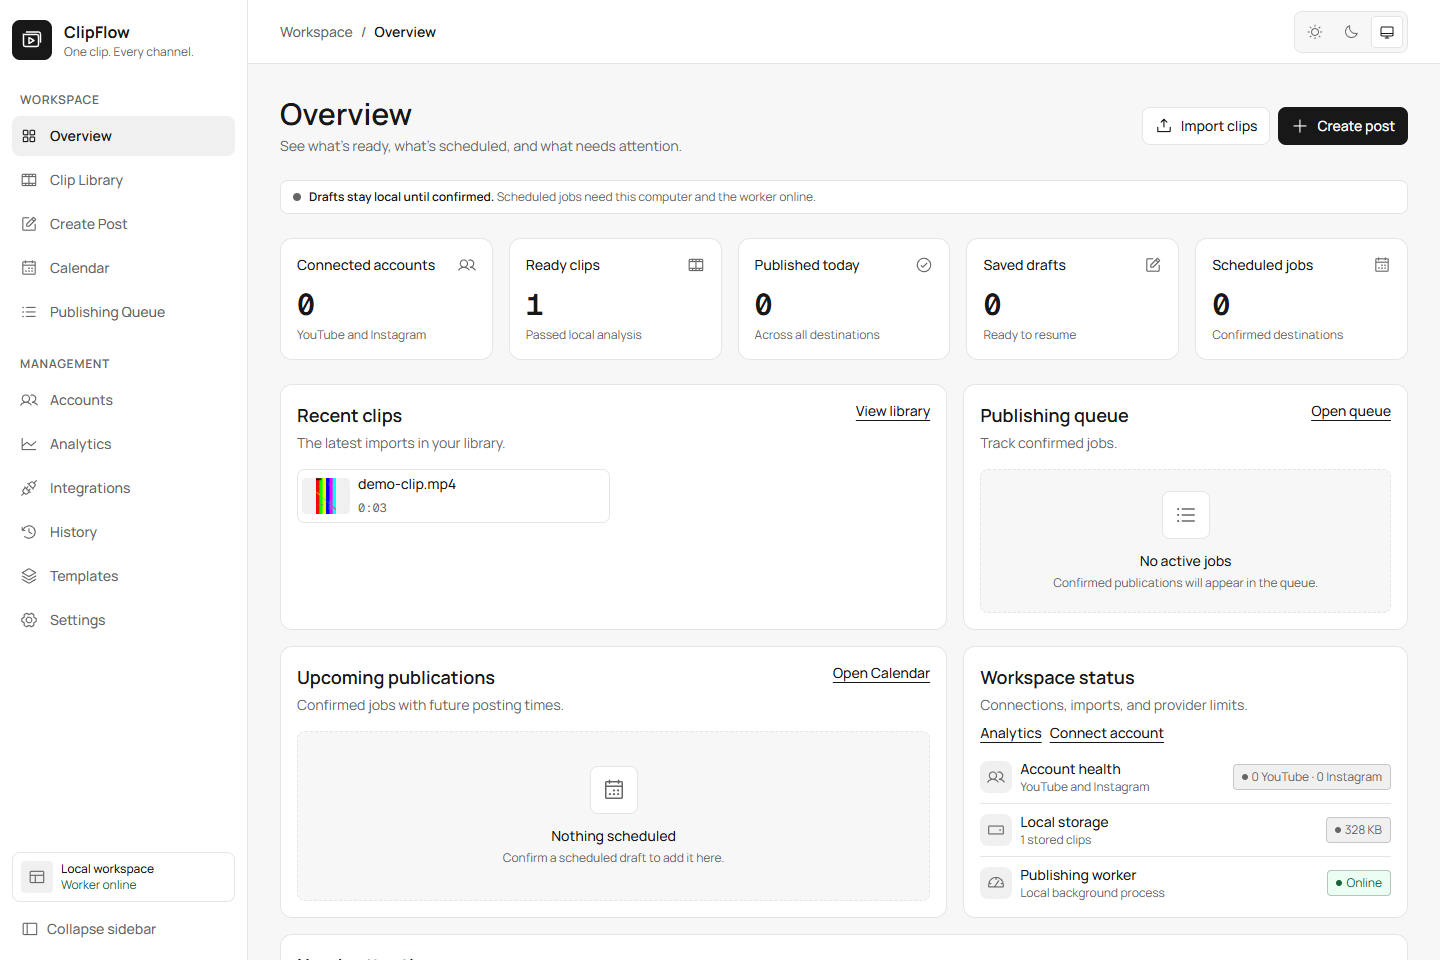 ClipFlow
One clip. Every channel.
WORKSPACE
Overview
Clip Library
Create Post
Calendar
Publishing Queue
MANAGEMENT
Accounts
Analytics
Integrations
History
Templates
Settings
Local workspace
Worker online
Collapse sidebar
Workspace / Overview
Overview
See what's ready, what's scheduled, and what needs attention.
Import clips
Create post
Drafts stay local until confirmed. Scheduled jobs need this computer and the worker online.
Connected accounts
0
YouTube and Instagram
Ready clips
1
Passed local analysis
Published today
0
Across all destinations
Saved drafts
0
Ready to resume
Scheduled jobs
0
Confirmed destinations
Recent clips
View library
The latest imports in your library.
demo-clip.mp4
0:03
Publishing queue
Open queue
Track confirmed jobs.
No active jobs
Confirmed publications will appear in the queue.
Upcoming publications
Open Calendar
Confirmed jobs with future posting times.
Nothing scheduled
Confirm a scheduled draft to add it here.
Workspace status
Connections, imports, and provider limits.
Analytics Connect account
Account health
YouTube and Instagram
0 YouTube · 0 Instagram
Local storage
1 stored clips
328 KB
Publishing worker
Local background process
Online